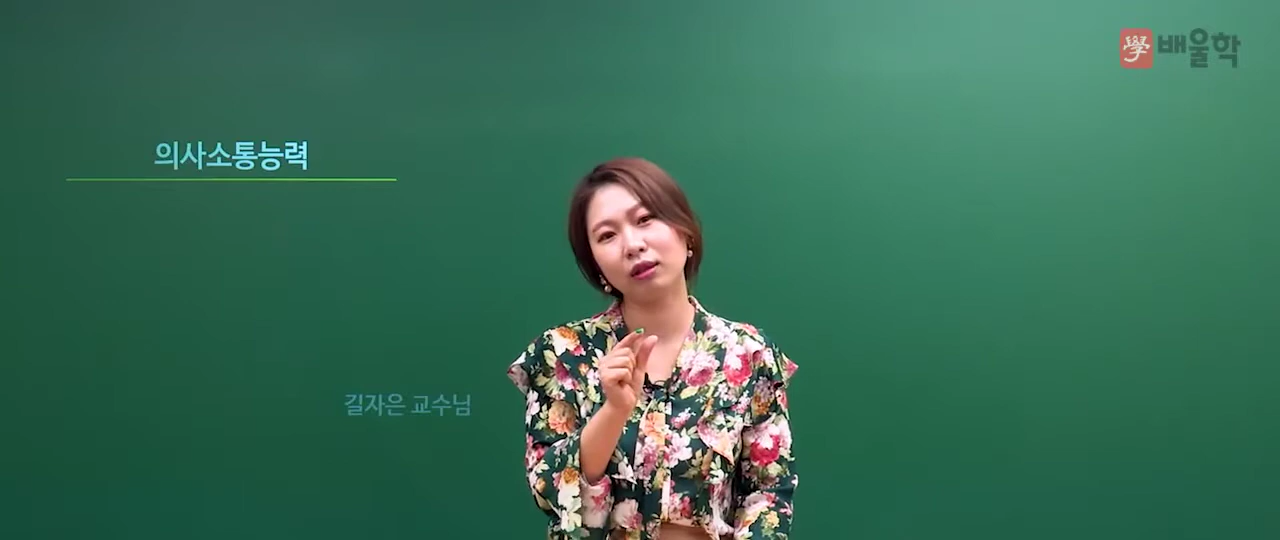 學 배울학
의사소통능력
길자은 교수님